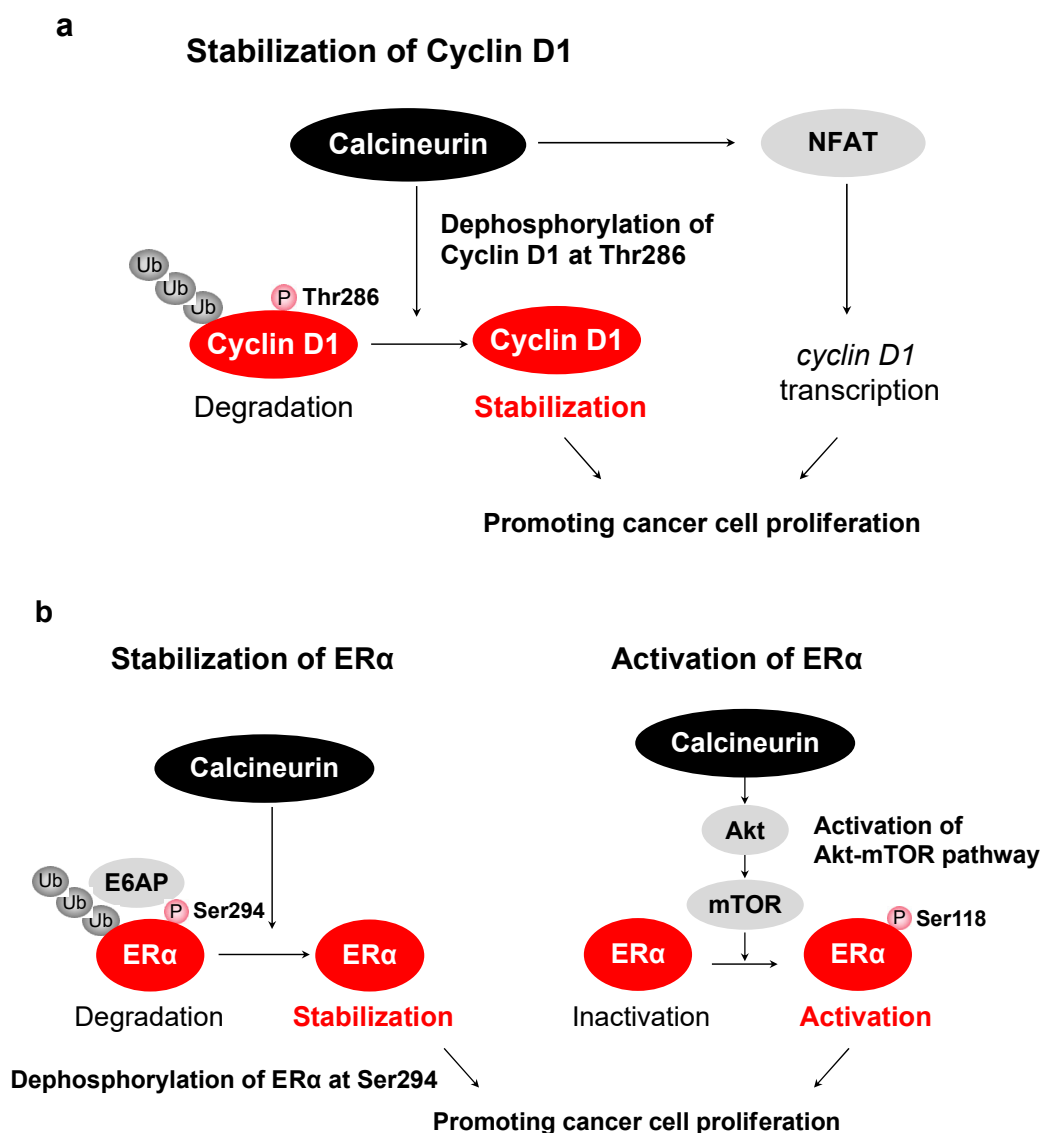 a
Stabilization of Cyclin D1
Calcineurin
NFAT
Dephosphorylation of
Cyclin D1 at Thr286
Ub
Ub
Ub
P
Thr286
Cyclin D1
Cyclin D1
cyclin D1
transcription
Degradation
Stabilization
Promoting cancer cell proliferation
b
Stabilization of ERα
Calcineurin
E6AP
Ub
Ub
Ub
P
Ser294
ERα
ERα
Degradation
Stabilization
Dephosphorylation of ERα at Ser294
Activation of ERα
Calcineurin
Akt
Activation of
Akt-mTOR pathway
mTOR
P
Ser118
ERα
ERα
Inactivation
Activation
Promoting cancer cell proliferation